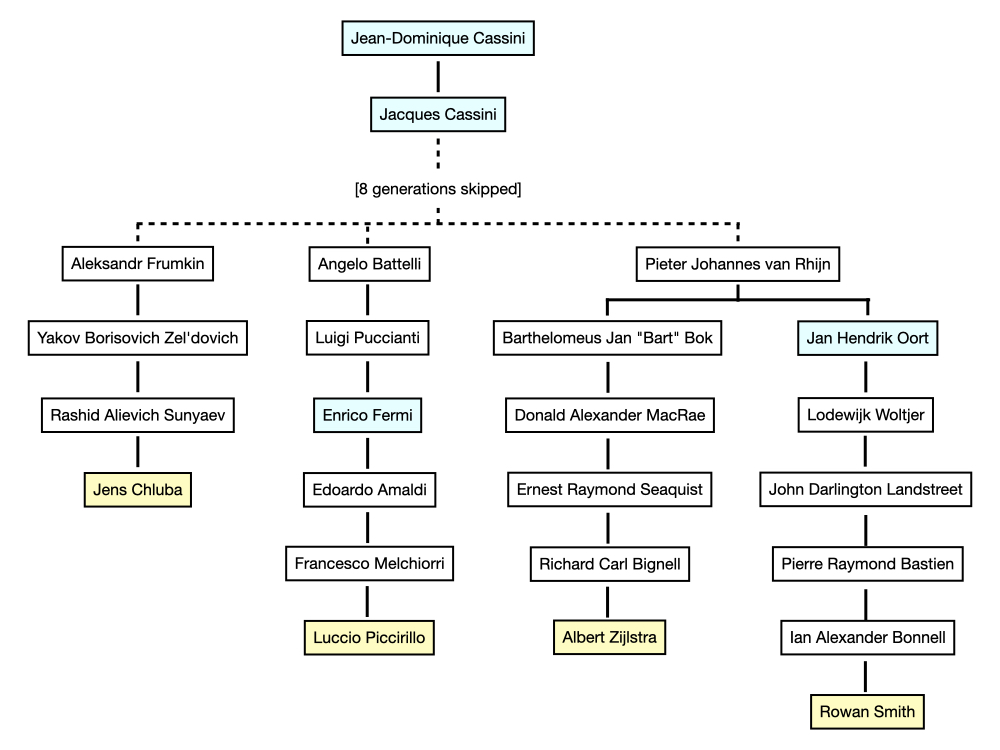 Jean-Dominique Cassini
Jacques Cassini
[8 generations skipped]
Aleksandr Frumkin
Angelo Battelli
Pieter Johannes van Rhijn
Yakov Borisovich Zel'dovich
Luigi Puccianti
Barthelomeus Jan "Bart" Bok
Jan Hendrik Oort
Rashid Alievich Sunyaev
Enrico Fermi
Donald Alexander MacRae
Lodewijk Woltjer
Jens Chluba
Edoardo Amaldi
Ernest Raymond Seaquist
John Darlington Landstreet
Francesco Melchiorri
Richard Carl Bignell
Pierre Raymond Bastien
Luccio Piccirillo
Albert Zijlstra
Ian Alexander Bonnell
Rowan Smith